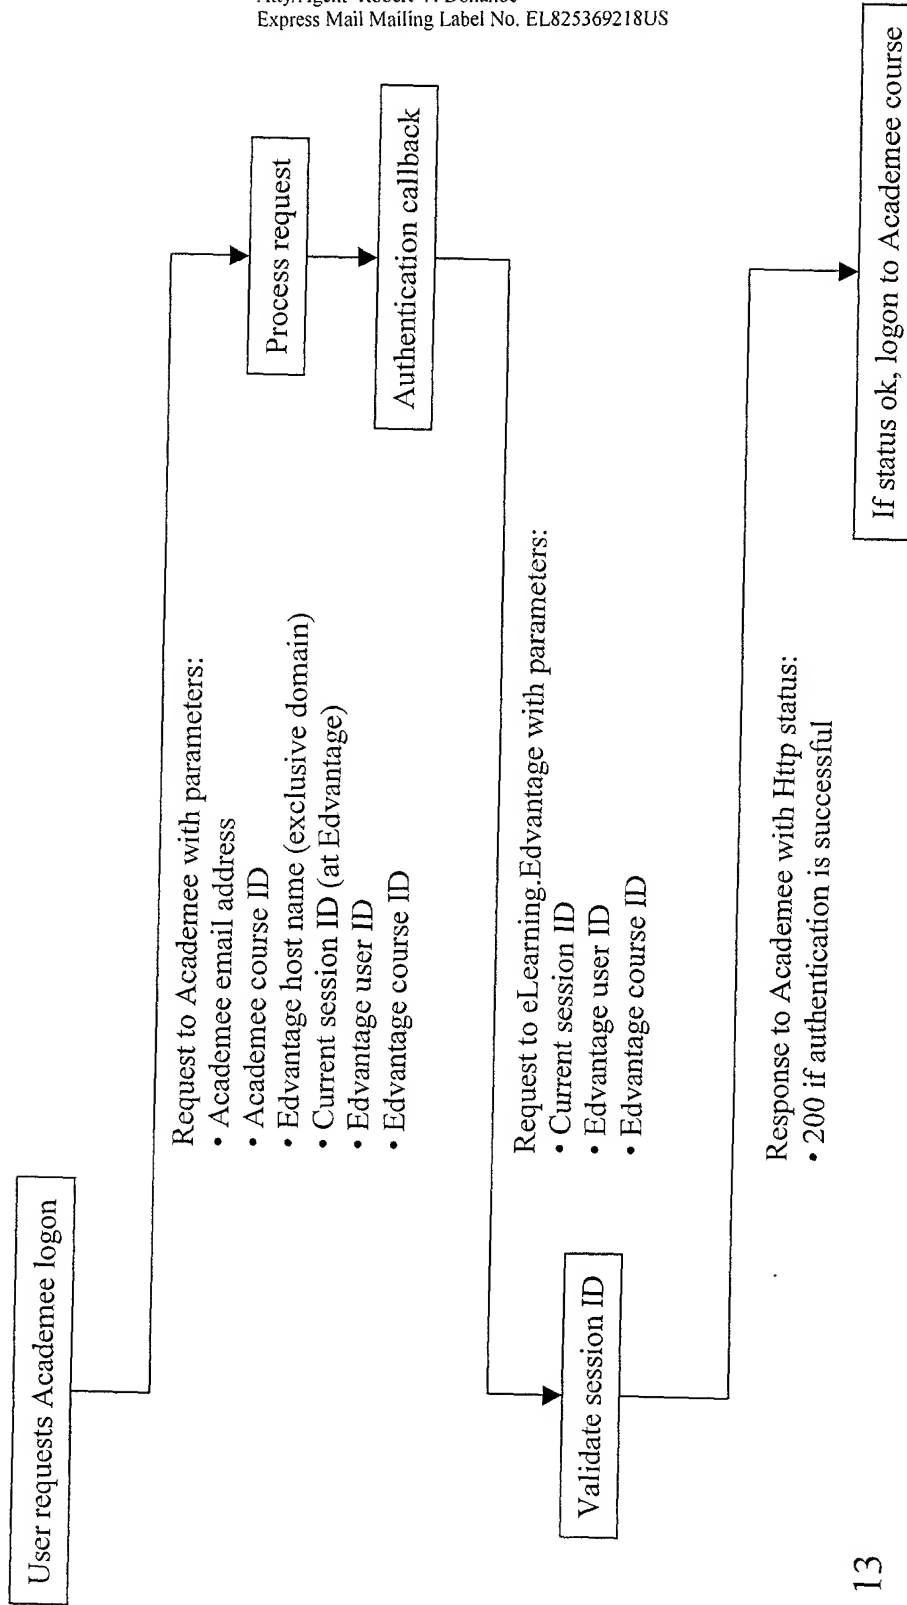 Express Mail Mailing Label No. EL825369218US
User requests Academee logon
Request to Academee with parameters:
• Academee email address
• Academee course ID
• Edvantage host name (exclusive domain)
• Current session ID (at Edvantage)
• Edvantage user ID
• Edvantage course ID
Process request
Authentication callback
Request to eLearning.Edvantage with parameters:
• Current session ID
• Edvantage user ID
• Edvantage course ID
Validate session ID
Response to Academee with Http status:
• 200 if authentication is successful
If status ok, logon to Academee course
13